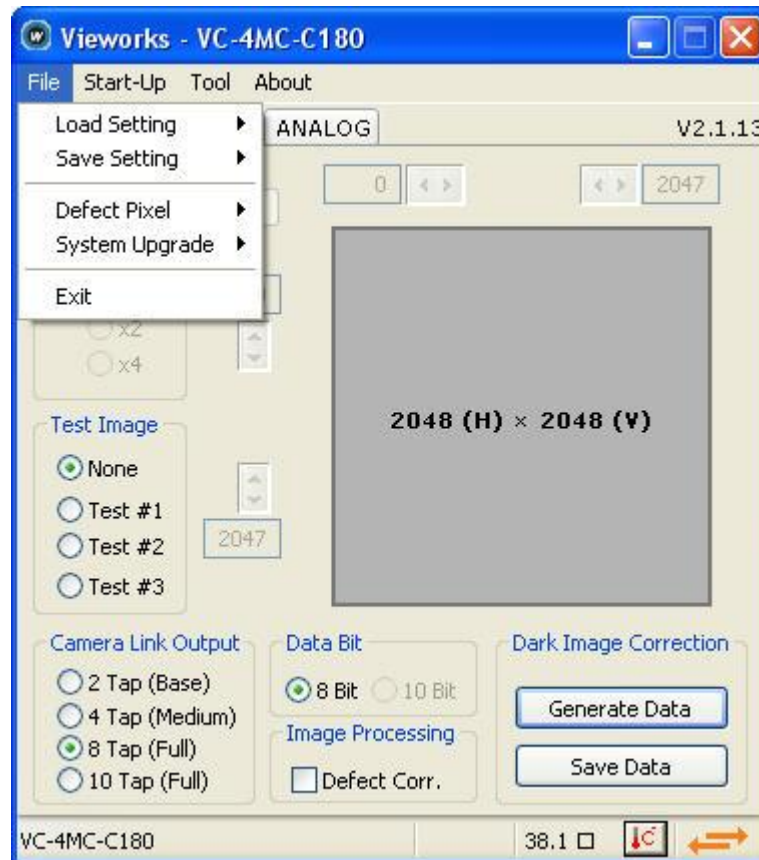 Vieworks - VC-4MC-C180
File Start-Up Tool About
Load Setting
Save Setting
Defect Pixel
System Upgrade
Exit
ANALOG
V2.1.13
0
2047
x2
x4
2048 (H) × 2048 (V)
Test Image
None
Test #1
Test #2
Test #3
2047
Camera Link Output
2 Tap (Base)
4 Tap (Medium)
8 Tap (Full)
10 Tap (Full)
Data Bit
8 Bit 10 Bit
Image Processing
Defect Corr.
Dark Image Correction
Generate Data
Save Data
VC-4MC-C180
38.1
C